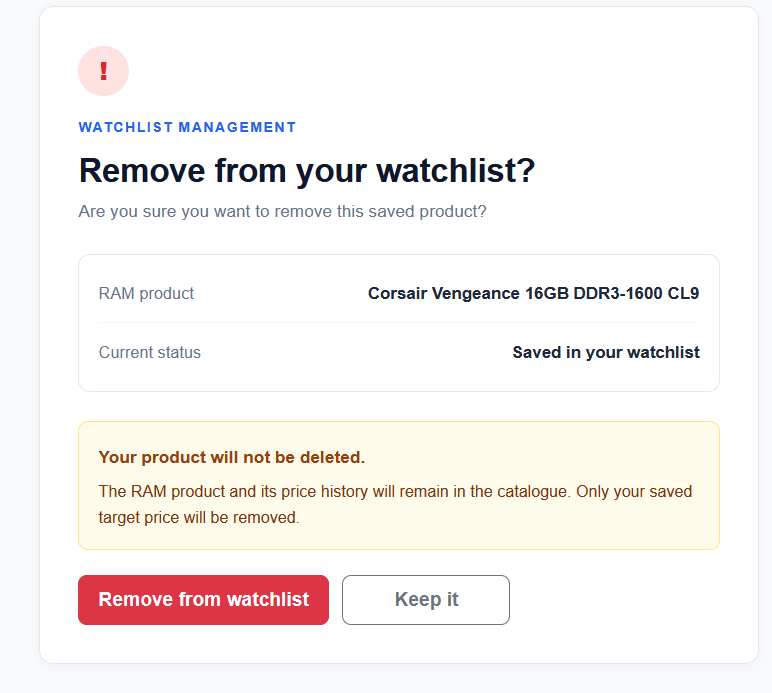 !
WATCHLIST MANAGEMENT
Remove from your watchlist?
Are you sure you want to remove this saved product?
RAM product Corsair Vengeance 16GB DDR3-1600 CL9
Current status Saved in your watchlist
Your product will not be deleted.
The RAM product and its price history will remain in the catalogue. Only your saved
target price will be removed.
Remove from watchlist Keep it